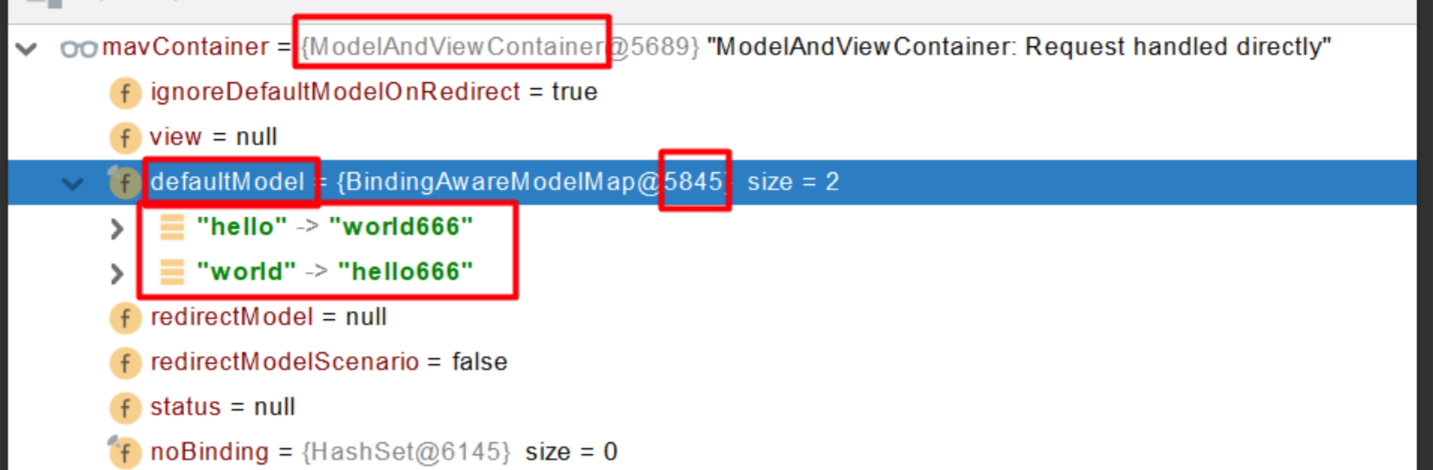 mavContainer = {ModelAndViewContainer@5689} "ModelAndViewContainer: Request handled directly"
f ignoreDefaultModelOnRedirect = true
f view = null
f defaultModel = {BindingAwareModelMap@5845} size = 2
"hello" -> "world666"
"world" -> "hello666"
f redirectModel = null
f redirectModelScenario = false
f status = null
f noBinding = {HashSet@6145} size = 0